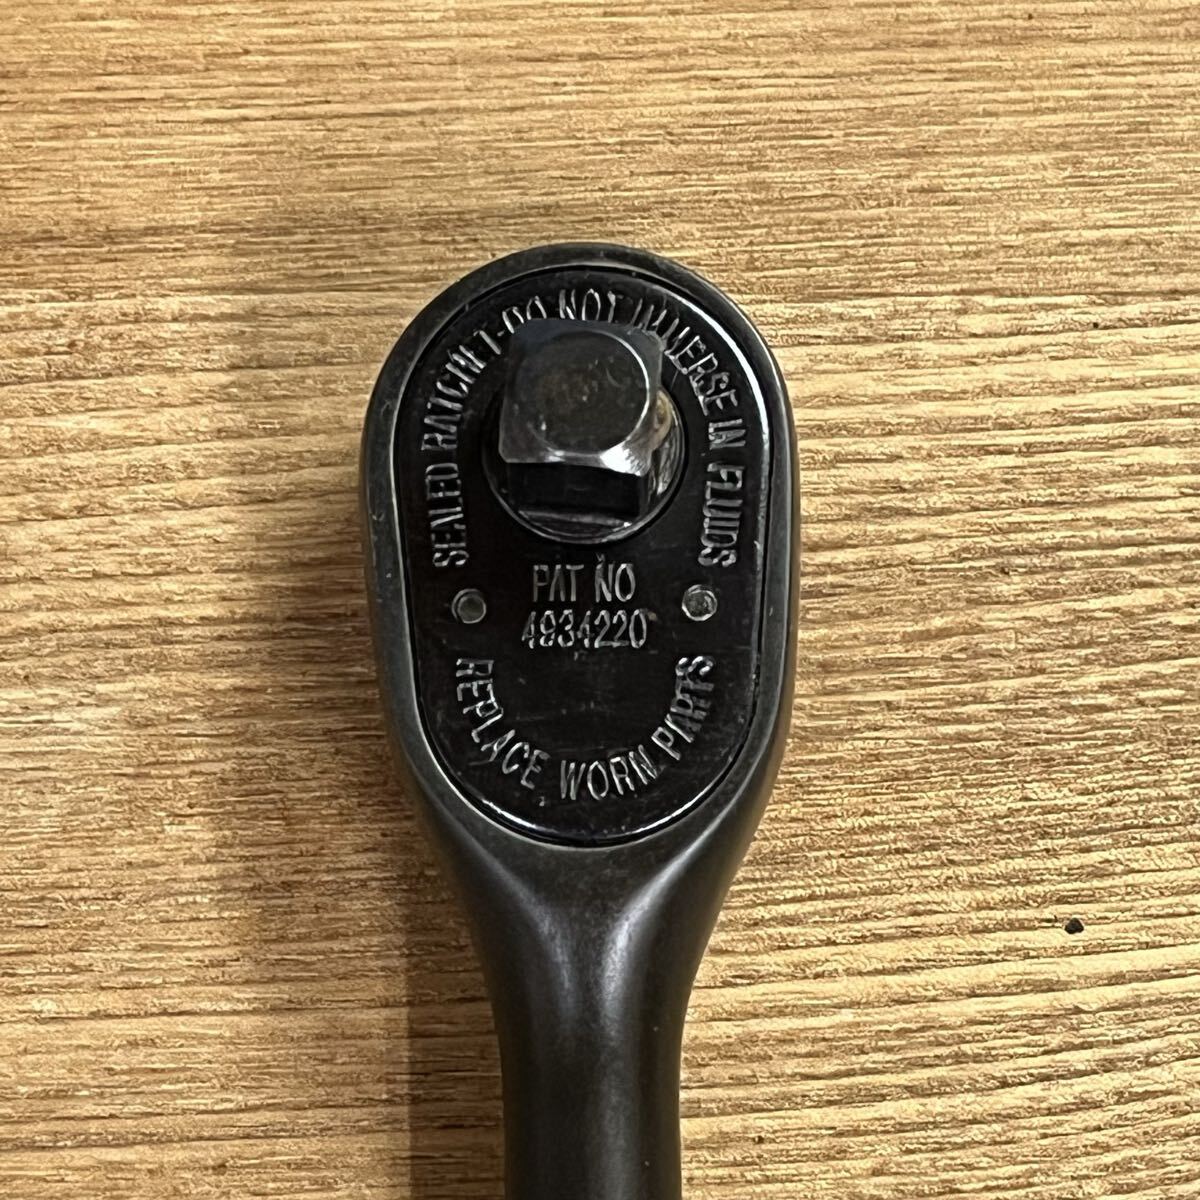 SEALED RATCHET-DO NOT IMMERSE IN FLUIDS
PAT NO
4934220
REPLACE WORN PARTS